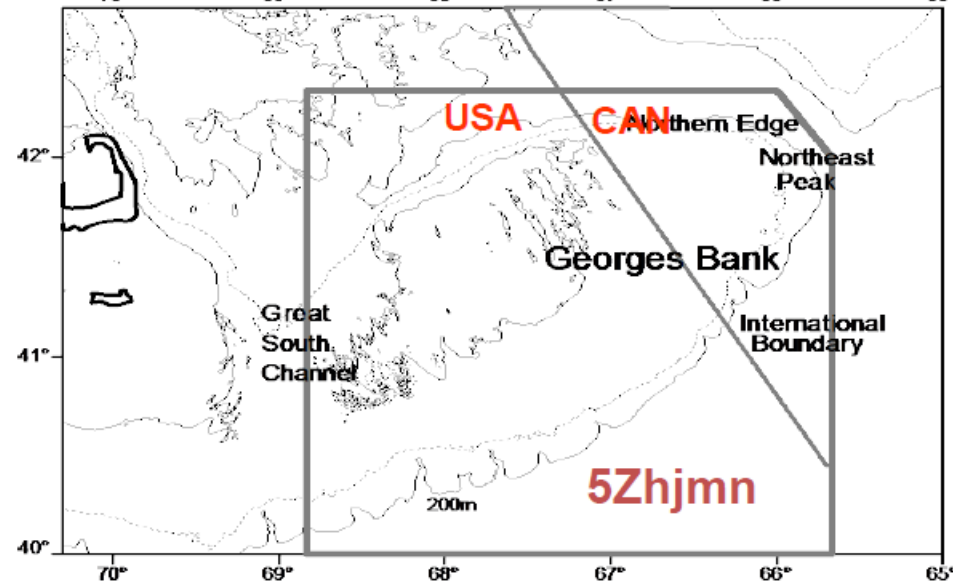 USA
CAN
Northern Edge
42°
Northeast
Peak
Georges Bank
Great
South
Channel
International
Boundary
41°
5Zhjmn
200m
40°
70° 69° 68° 67° 66° 65°